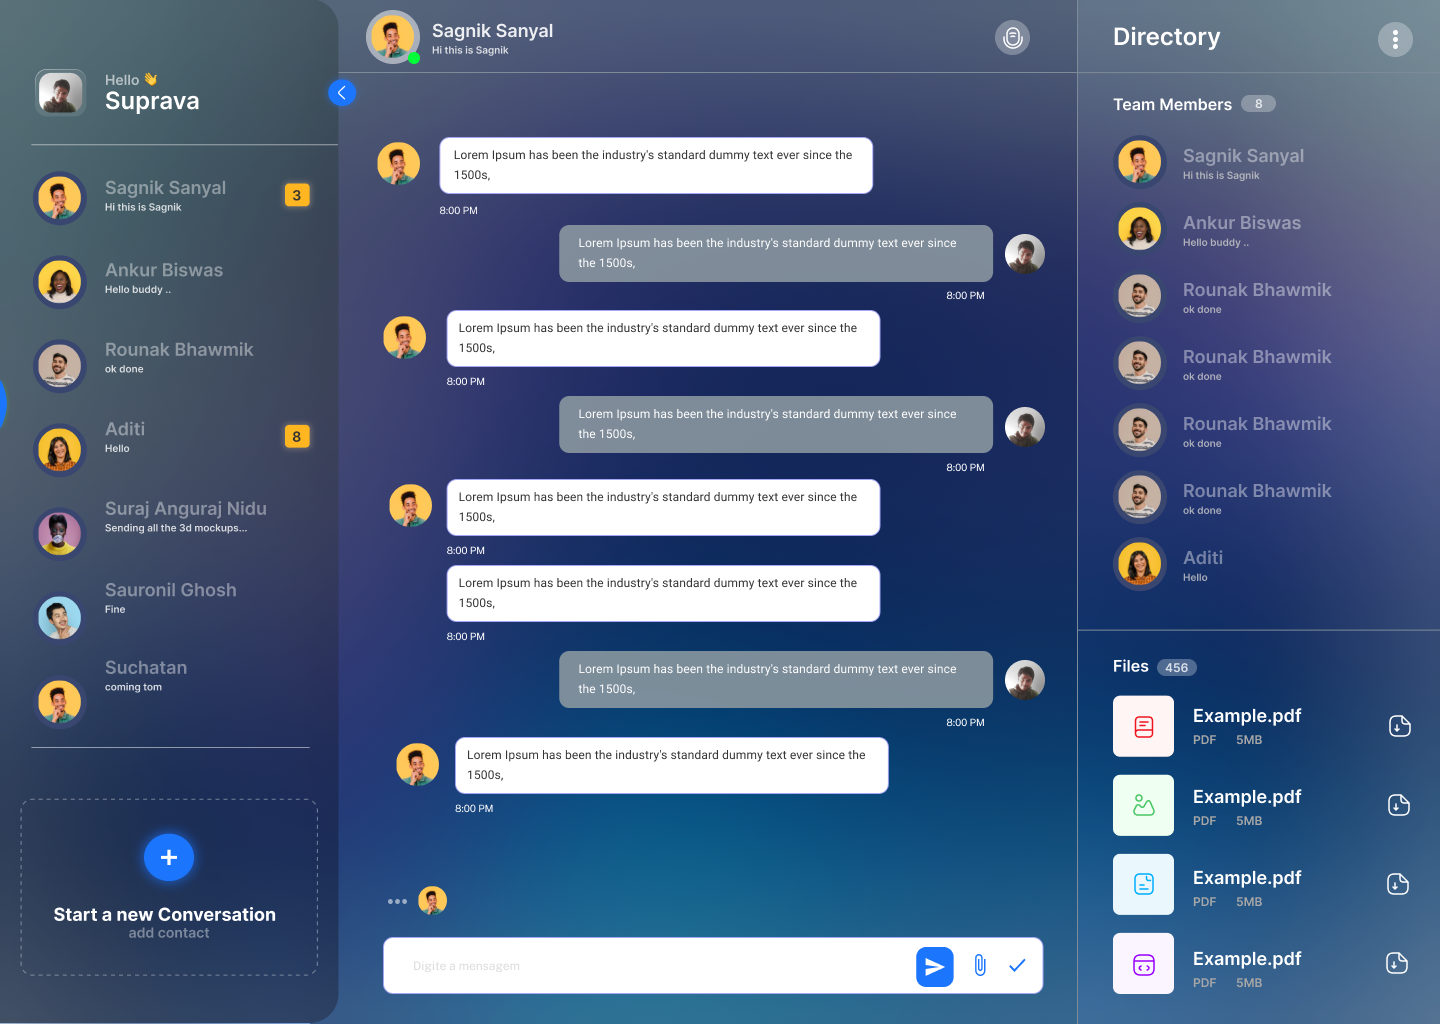 Hello 👋
Suprava
Sagnik Sanyal
Hi this is Sagnik
3
Ankur Biswas
Hello buddy ..
Rounak Bhawmik
ok done
Aditi
Hello
8
Suraj Anguraj Nidu
Sending all the 3d mockups...
Sauronil Ghosh
Fine
Suchatan
coming tom
Start a new Conversation
add contact
Sagnik Sanyal
Hi this is Sagnik
Lorem Ipsum has been the industry's standard dummy text ever since the
1500s,
8:00 PM
Lorem Ipsum has been the industry's standard dummy text ever since
the 1500s,
8:00 PM
Lorem Ipsum has been the industry's standard dummy text ever since the
1500s,
8:00 PM
Lorem Ipsum has been the industry's standard dummy text ever since
the 1500s,
8:00 PM
Lorem Ipsum has been the industry's standard dummy text ever since the
1500s,
8:00 PM
Lorem Ipsum has been the industry's standard dummy text ever since the
1500s,
8:00 PM
Lorem Ipsum has been the industry's standard dummy text ever since
the 1500s,
8:00 PM
Lorem Ipsum has been the industry's standard dummy text ever since the
1500s,
8:00 PM
Digite a mensagem
Directory
Team Members 8
Sagnik Sanyal
Hi this is Sagnik
Ankur Biswas
Hello buddy ..
Rounak Bhawmik
ok done
Rounak Bhawmik
ok done
Rounak Bhawmik
ok done
Rounak Bhawmik
ok done
Aditi
Hello
Files 456
Example.pdf
PDF 5MB
Example.pdf
PDF 5MB
Example.pdf
PDF 5MB
Example.pdf
PDF 5MB